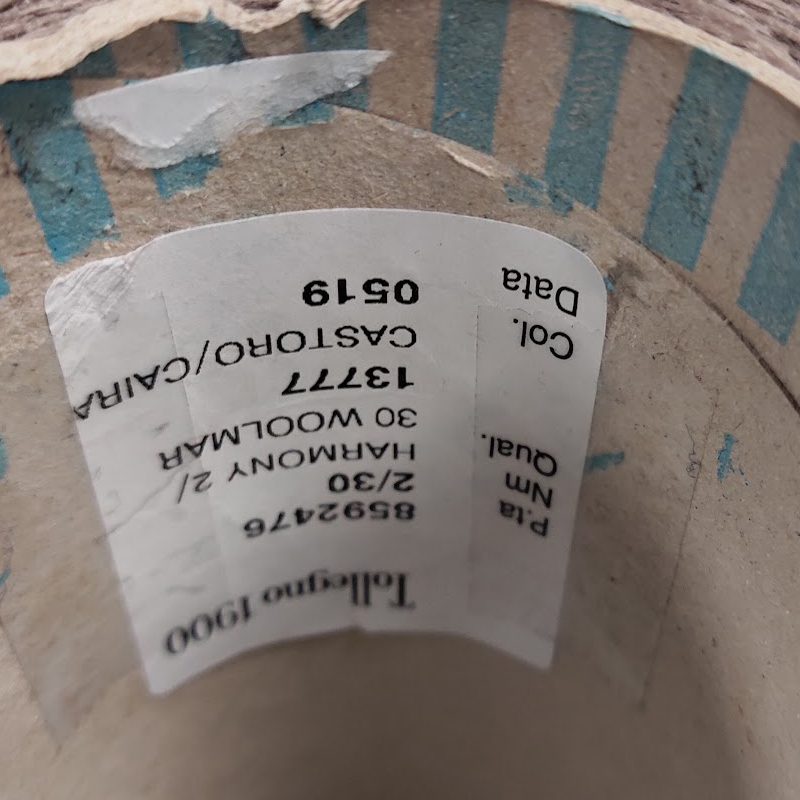 Tollegno 1900
P.ta 8592476
Nm 2/30
Qual. HARMONY 2/
30 WOOLMAR
13777
Col. CASTORO/CAIRA
Data 0519